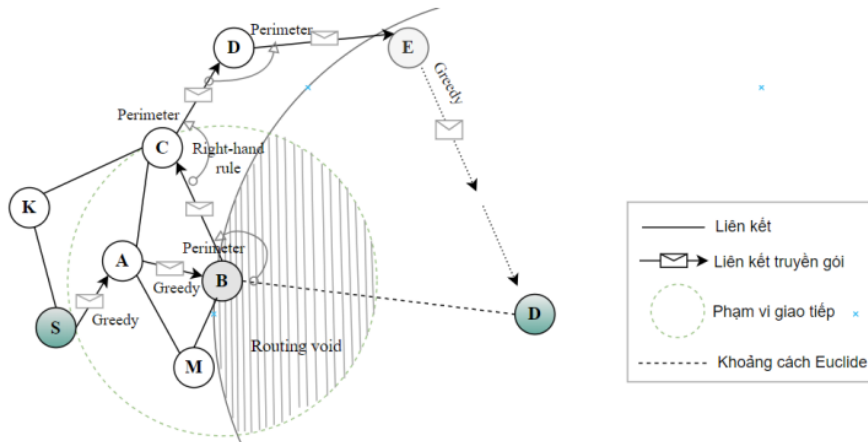 Perimeter
D
E
Greedy
Perimeter
C
Right-hand
rule
K
Perimeter
A
B
Greedy
S
Greedy
D
Routing void
M
Liên kết
Liên kết truyền gói
Phạm vi giao tiếp
Khoảng cách Euclide